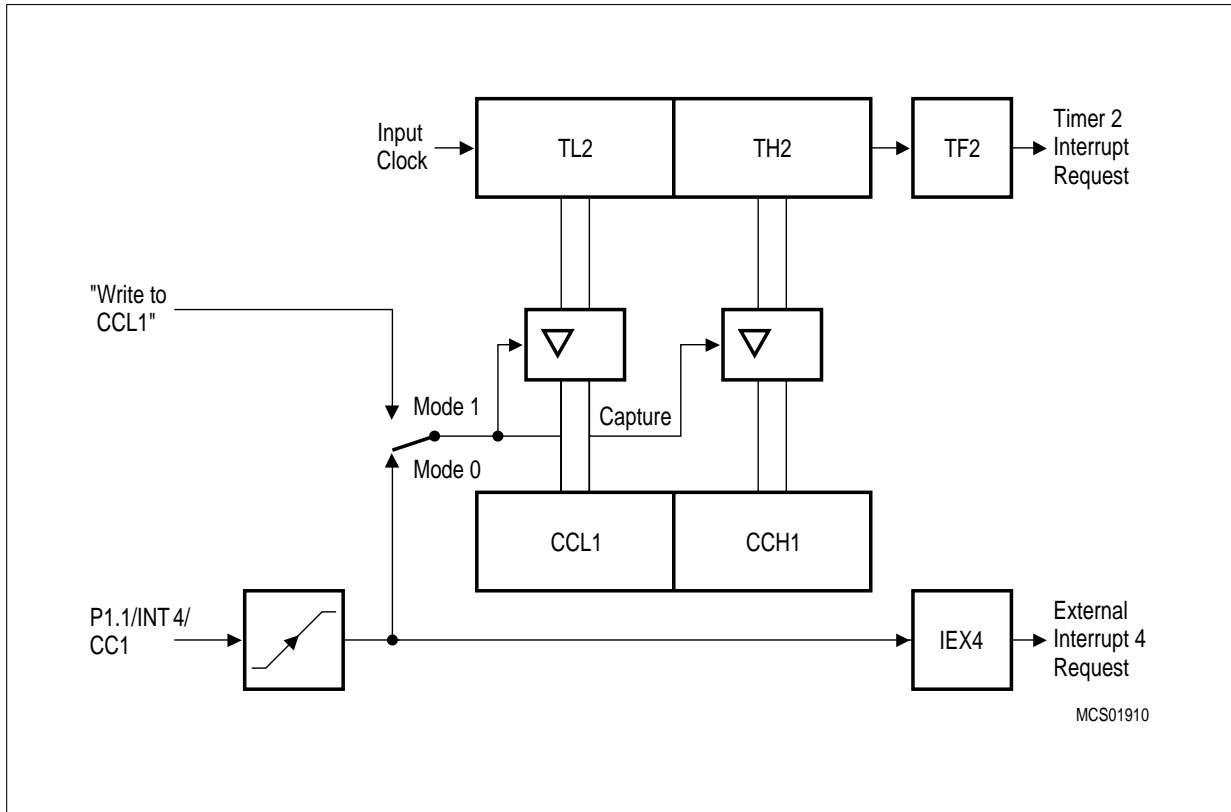 Input
Clock
TL2
TH2
TF2
Timer 2
Interrupt
Request
"Write to
CCL1"
Mode 1
Capture
Mode 0
CCL1
CCH1
P1.1/INT 4/
CC1
IEX4
External
Interrupt 4
Request
MCS01910